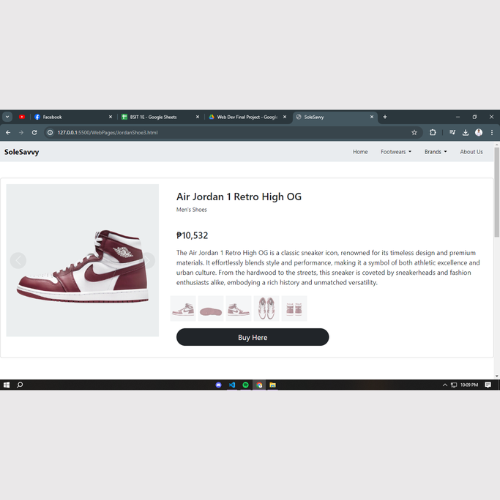 Facebook
BSIT 1E - Google Sheets
Web Dev Final Project - Google
SoleSavvy
127.0.0.1:5500/WebPages/JordanShoe1.html
SoleSavvy
Home
Footwears
Brands
About Us
Air Jordan 1 Retro High OG
Men's Shoes
₱10,532
The Air Jordan 1 Retro High OG is a classic sneaker icon, renowned for its timeless design and premium
materials. It effortlessly blends style and performance, making it a symbol of both athletic excellence and
urban culture. From the hardwood to the streets, this sneaker is coveted by sneakerheads and fashion
enthusiasts alike, embodying a rich history and unmatched versatility.
Buy Here
10:09 PM